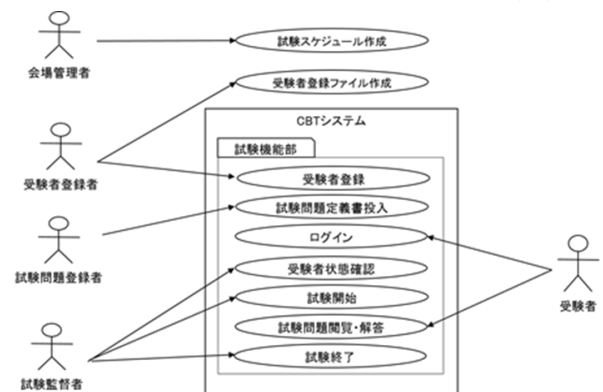 試験スケジュール作成
会場管理者
受験者登録ファイル作成
CBTシステム
試験機能部
受験者登録
受験者登録者
試験問題定義書投入
ログイン
試験問題登録者
受験者状態確認
試験開始
受験者
試験問題閲覧・解答
試験終了
試験監督者